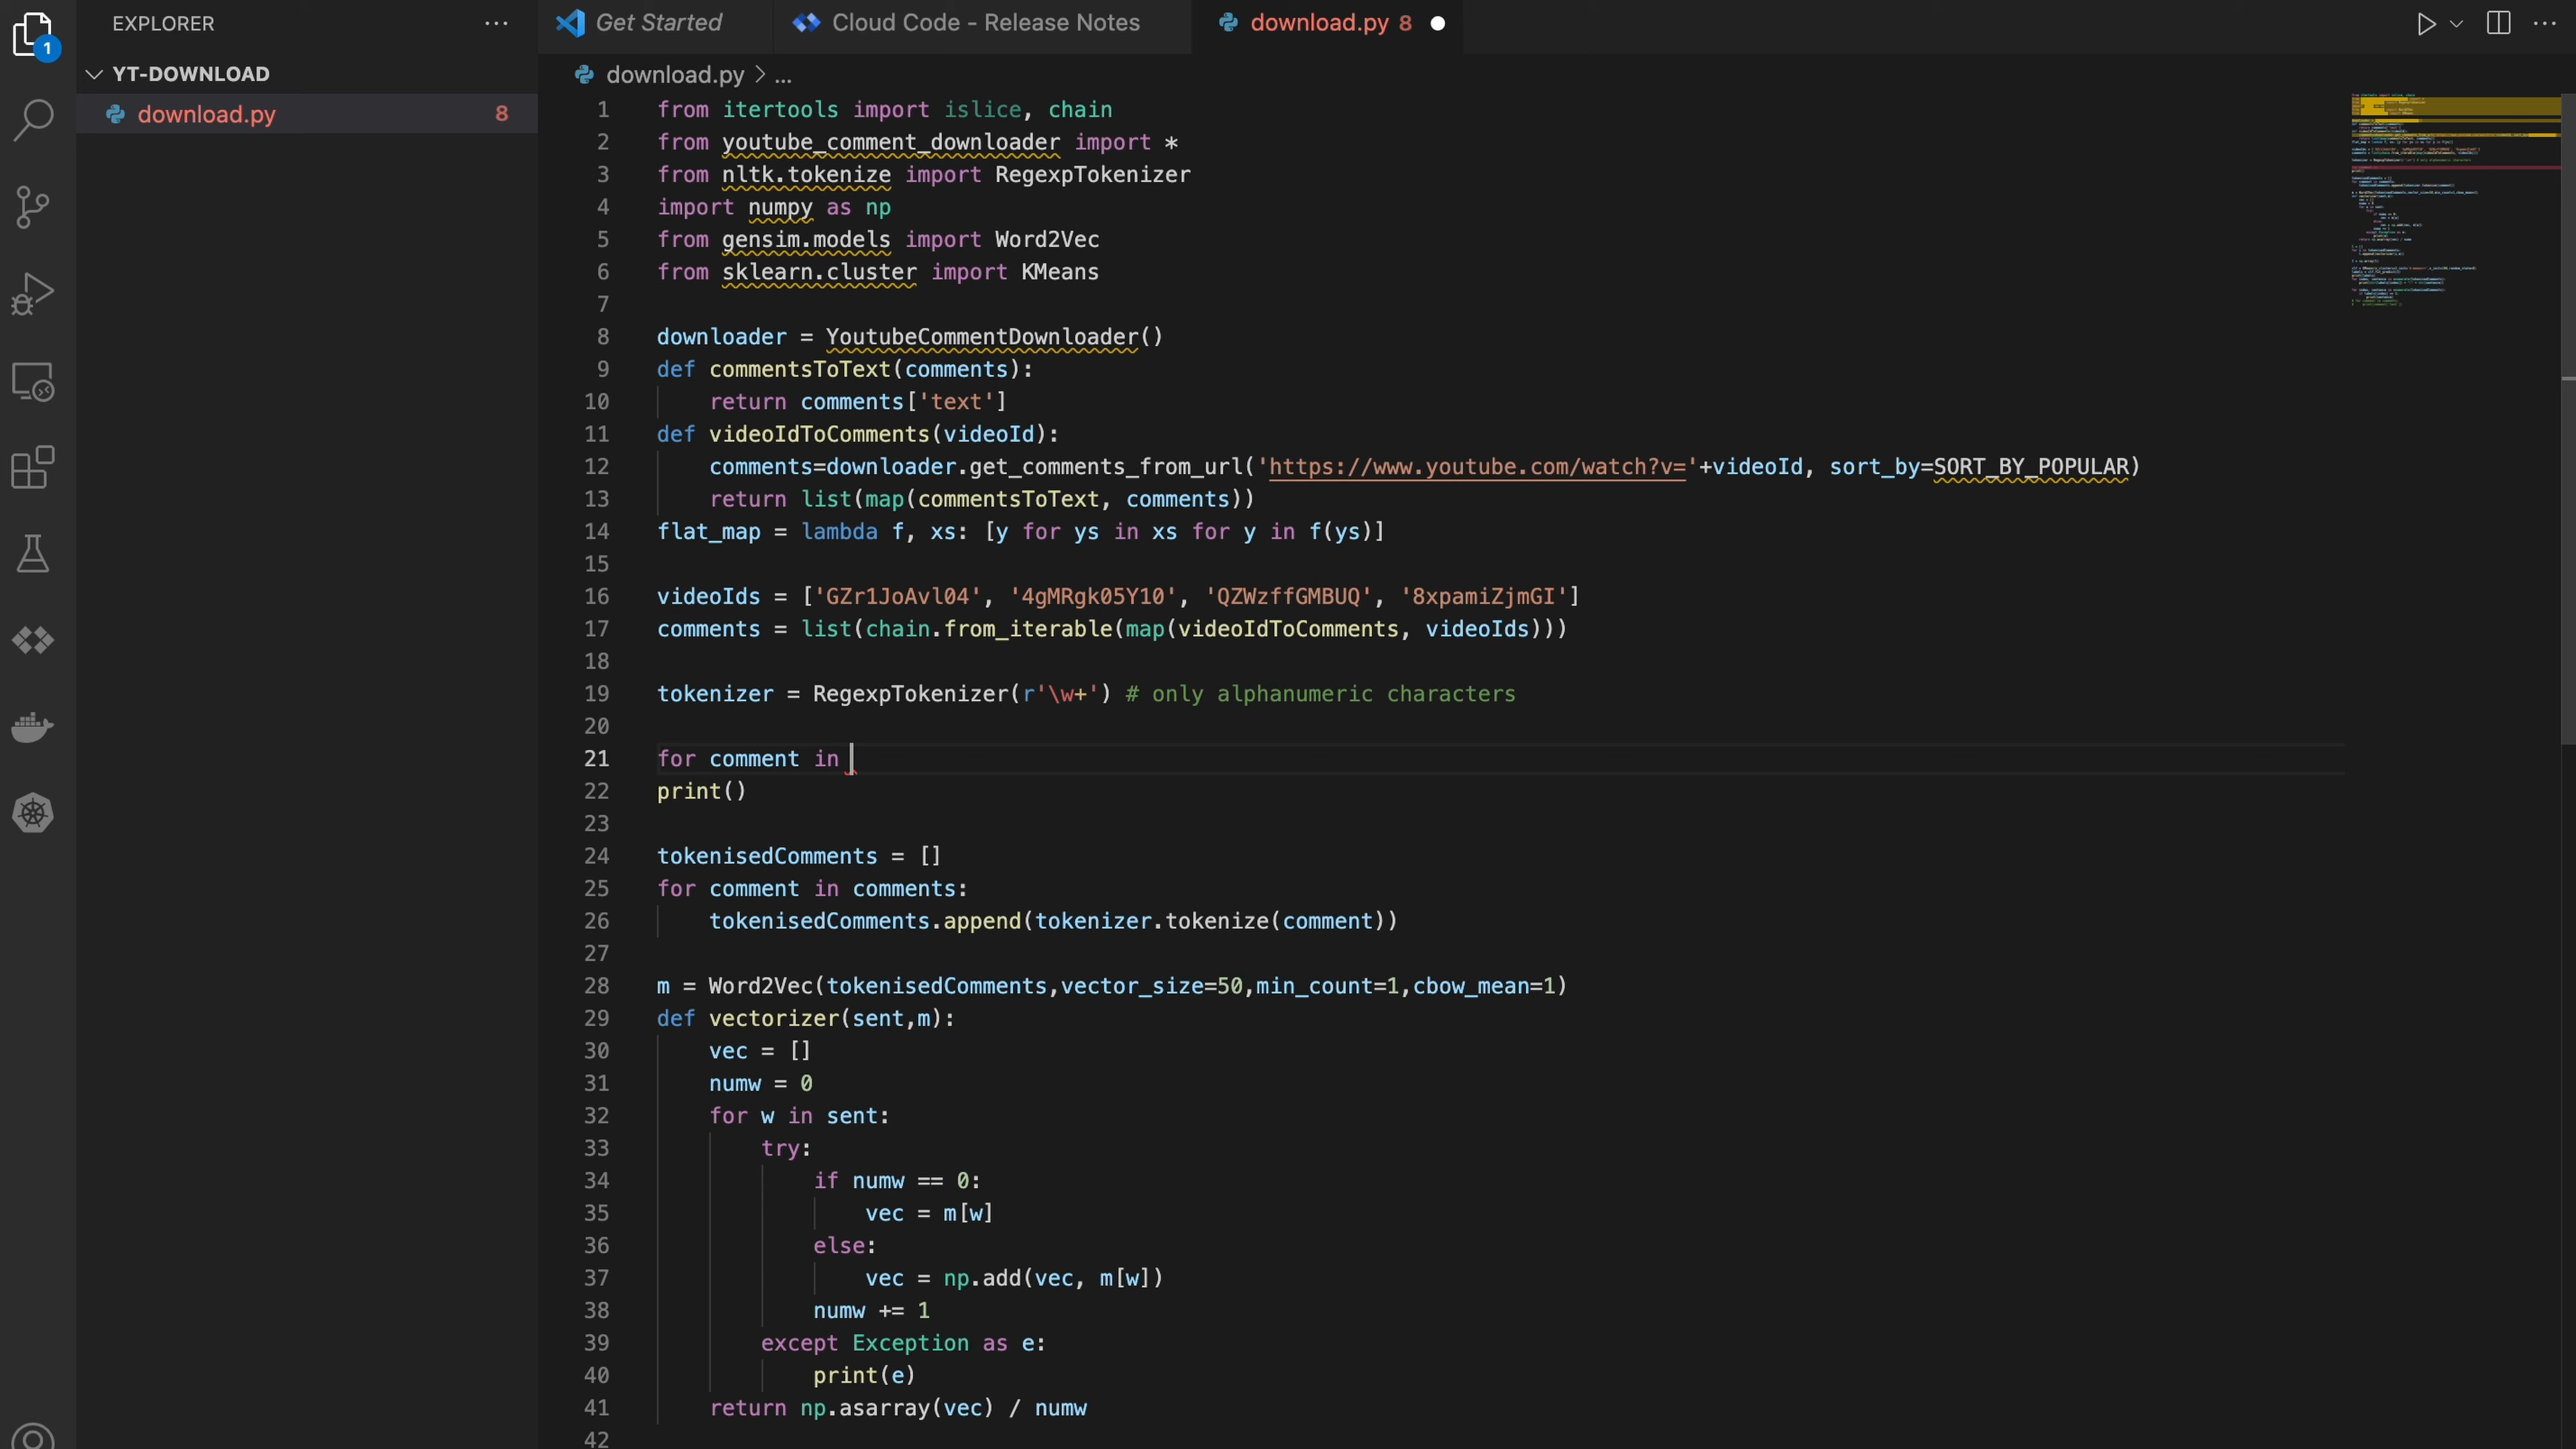 EXPLORER
1
YT-DOWNLOAD
download.py 8
Get Started
Cloud Code - Release Notes
download.py 8
download.py > ...
1 from itertools import islice, chain
2 from youtube_comment_downloader import *
3 from nltk.tokenize import RegexpTokenizer
4 import numpy as np
5 from gensim.models import Word2Vec
6 from sklearn.cluster import KMeans
7
8 downloader = YoutubeCommentDownloader()
9 def commentsToText(comments):
10     return comments['text']
11 def videoIdToComments(videoId):
12     comments=downloader.get_comments_from_url('https://www.youtube.com/watch?v='+videoId, sort_by=SORT_BY_POPULAR)
13     return list(map(commentsToText, comments))
14 flat_map = lambda f, xs: [y for ys in xs for y in f(ys)]
15
16 videoIds = ['GZr1JoAvl04', '4gMRgk05Y10', 'QZWzffGMBUQ', '8xpamiZjmGI']
17 comments = list(chain.from_iterable(map(videoIdToComments, videoIds)))
18
19 tokenizer = RegexpTokenizer(r'\w+') # only alphanumeric characters
20
21 for comment in
22 print()
23
24 tokenisedComments = []
25 for comment in comments:
26     tokenisedComments.append(tokenizer.tokenize(comment))
27
28 m = Word2Vec(tokenisedComments,vector_size=50,min_count=1,cbow_mean=1)
29 def vectorizer(sent,m):
30     vec = []
31     numw = 0
32     for w in sent:
33         try:
34             if numw == 0:
35                 vec = m[w]
36             else:
37                 vec = np.add(vec, m[w])
38             numw += 1
39         except Exception as e:
40             print(e)
41     return np.asarray(vec) / numw
42